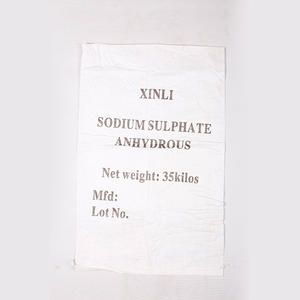 XINLI
SODIUM SULPHATE
ANHYDROUS
Net weight: 35kilos
Mfd:
Lot No.